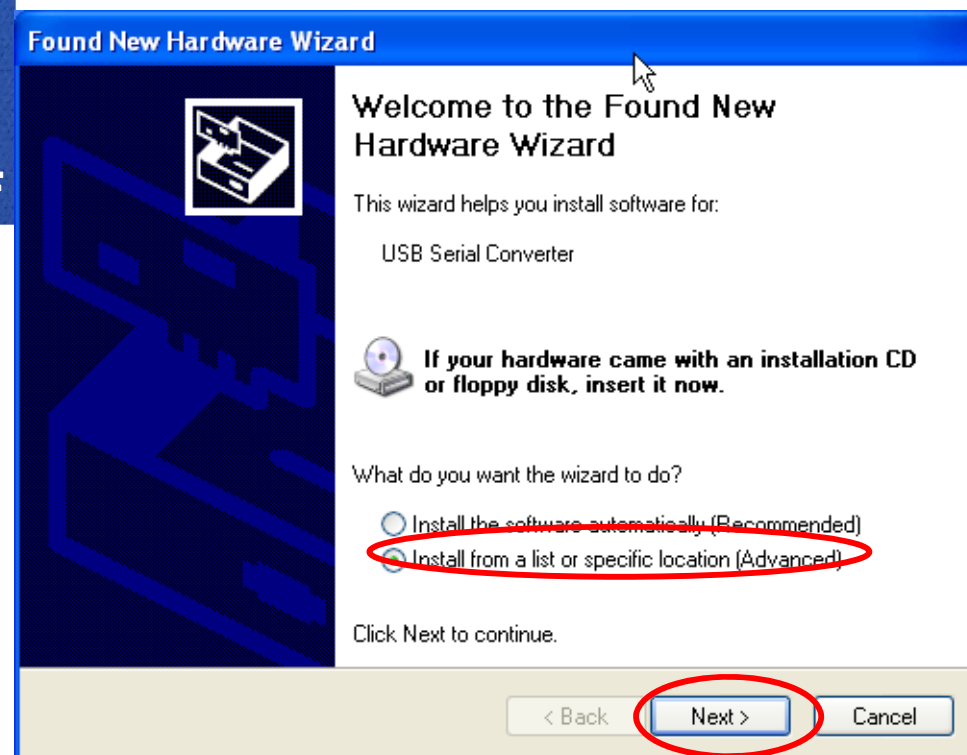 Found New Hardware Wizard
Welcome to the Found New
Hardware Wizard
This wizard helps you install software for:
USB Serial Converter
If your hardware came with an installation CD
or floppy disk, insert it now.
What do you want the wizard to do?
Install the software automatically (Recommended)
Install from a list or specific location (Advanced)
Click Next to continue.
< Back Next > Cancel